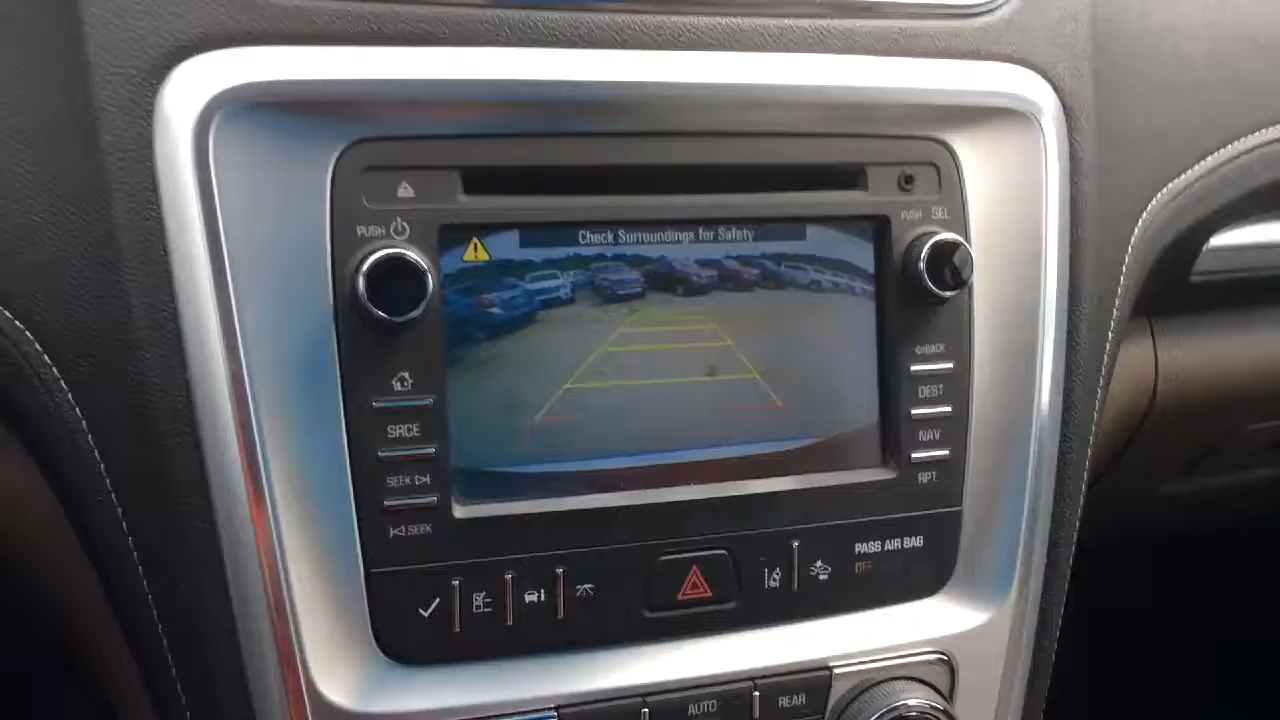 PUSH
PUSH SEL
Check Surroundings for Safety
BACK
DEST
SRCE
NAV
SEEK
RPT
SEEK
PASS AIR BAG
OFF
AUTO
REAR